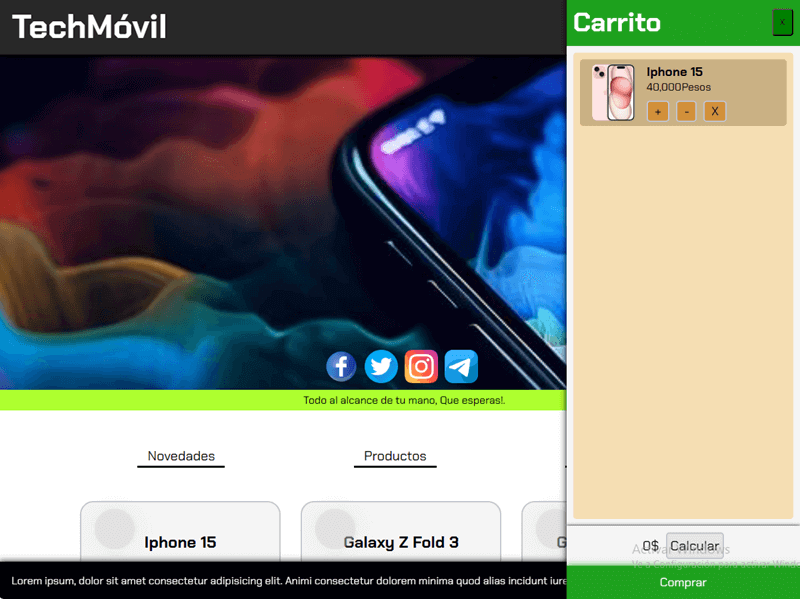 TechMóvil
Carrito
x
Iphone 15
40,000Pesos
+ - X
Todo al alcance de tu mano, Que esperas!.
Novedades
Productos
Iphone 15
Galaxy Z Fold 3
G
0$ Calcular
Activar Windows
Ve a Configuración para activar Windows
Lorem ipsum, dolor sit amet consectetur adipisicing elit. Animi consectetur dolorem minima quod alias incidunt iure
Comprar